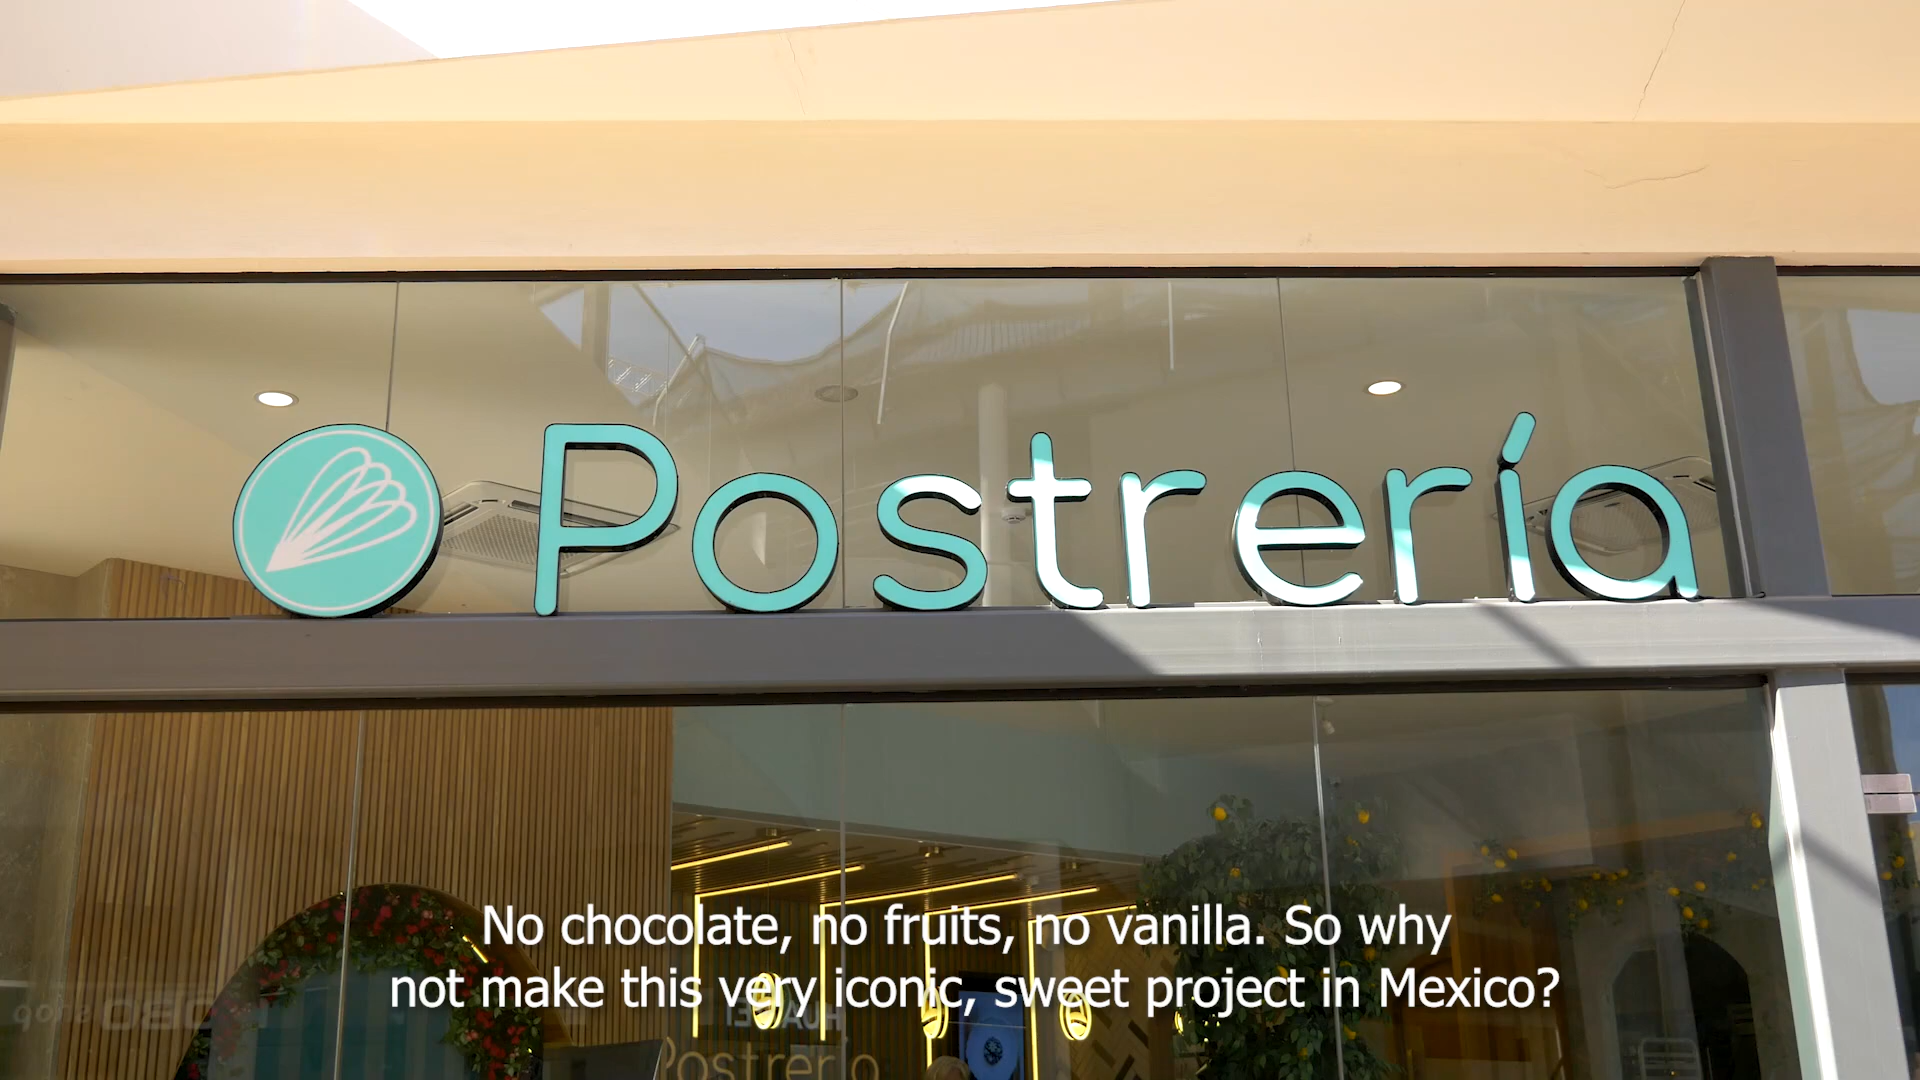 Postrería
No chocolate, no fruits, no vanilla. So why
not make this very iconic, sweet project in Mexico?
Postrería